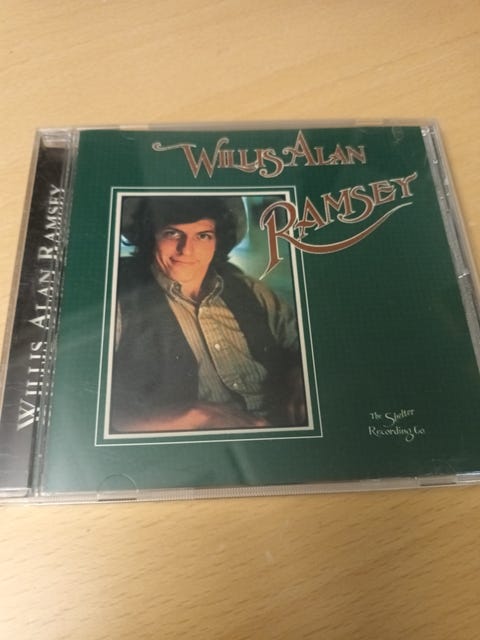 WILLIS ALAN
RAMSEY
WILLIS ALAN RAMSEY
The Shelter
Recording Co